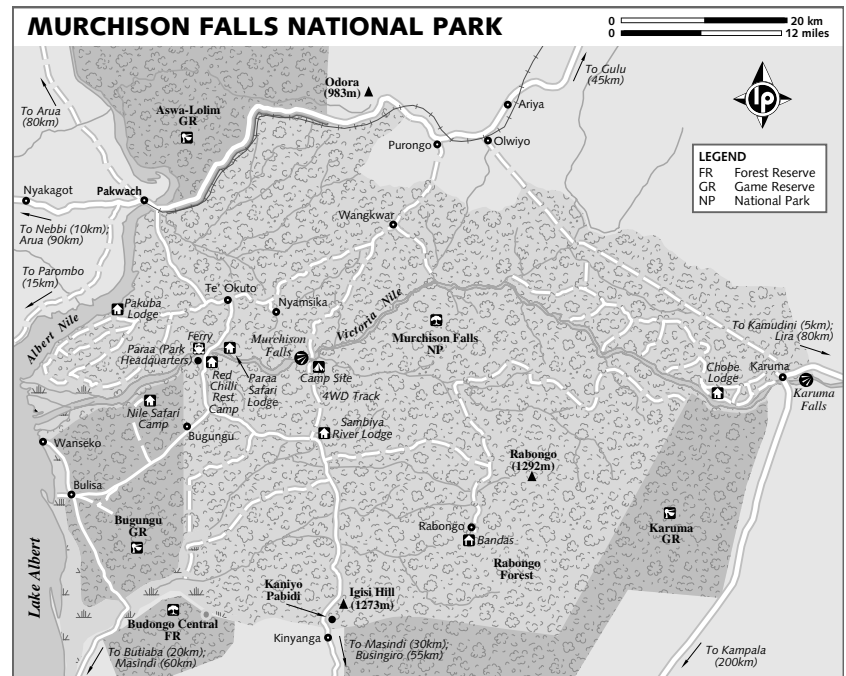 MURCHISON FALLS NATIONAL PARK
0 20 km
0 12 miles
To Gulu
(45km)
Odora
(983m)
To Arua
(80km)
Aswa-Lolim
GR
Ariya
lp
Purongo
Olwiyo
LEGEND
FR Forest Reserve
GR Game Reserve
NP National Park
Nyakagot
Pakwach
To Nebbi (10km);
Arua (90km)
Wangkwar
To Parombo
(15km)
Te' Okuto
Nyamsika
Pakuba
Lodge
Albert Nile
Victoria Nile
Murchison Falls
NP
Ferry
Murchison
Falls
Paraa (Park
Headquarters)
Red
Chilli
Rest
Camp
Paraa
Safari
Lodge
Camp Site
4WD Track
To Kamudini (5km);
Lira (80km)
Chobe
Lodge
Karuma
Karuma
Falls
Nile Safari
Camp
Bugungu
Sambiya
River Lodge
Wanseko
Rabongo
(1292m)
Bulisa
Bugungu
GR
Rabongo
Bandas
Karuma
GR
Rabongo
Forest
Lake Albert
Kaniyo
Pabidi
Igisi Hill
(1273m)
Budongo Central
FR
Kinyanga
To Butiaba (20km);
Masindi (60km)
To Masindi (30km);
Busingiro (55km)
To Kampala
(200km)